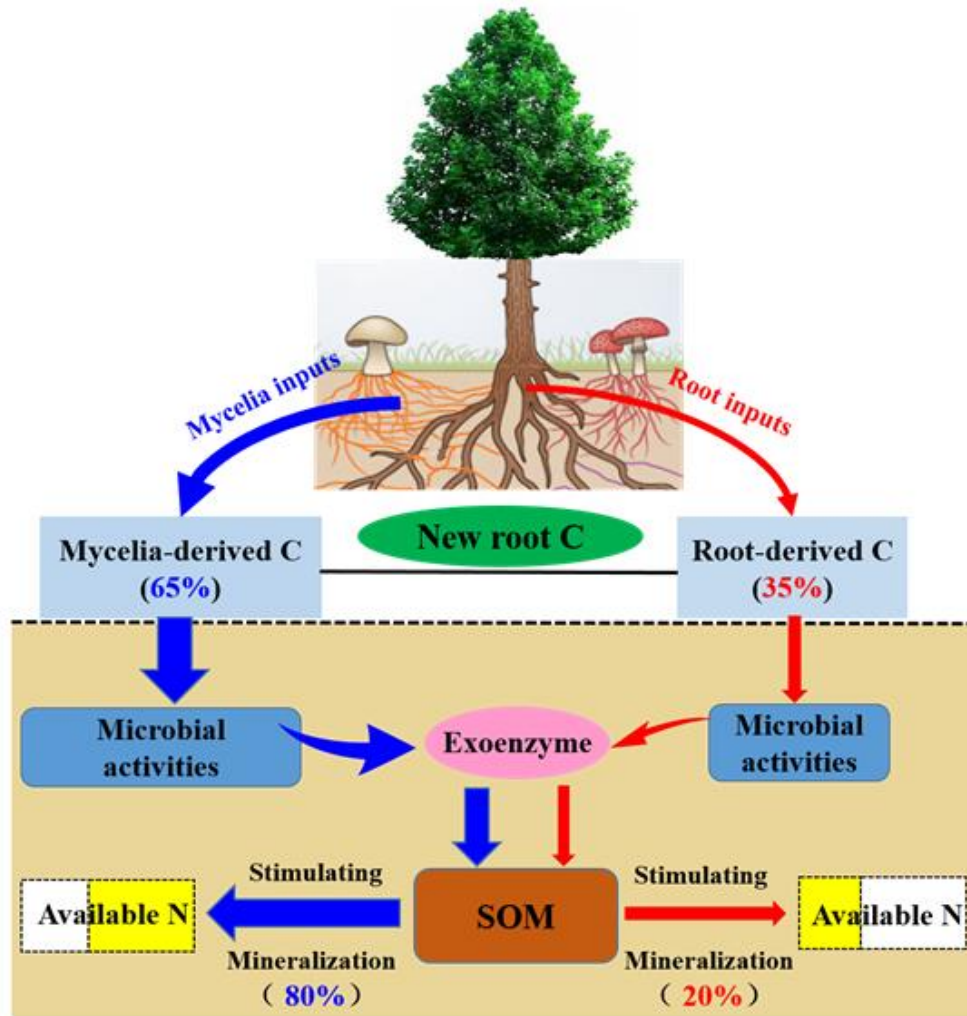 Mycelia inputs
Root inputs
New root C
Mycelia-derived C
(65%)
Root-derived C
(35%)
Microbial
activities
Exoenzyme
Microbial
activities
Stimulating
Stimulating
Available N
SOM
Available N
Mineralization
( 80% )
Mineralization
( 20% )